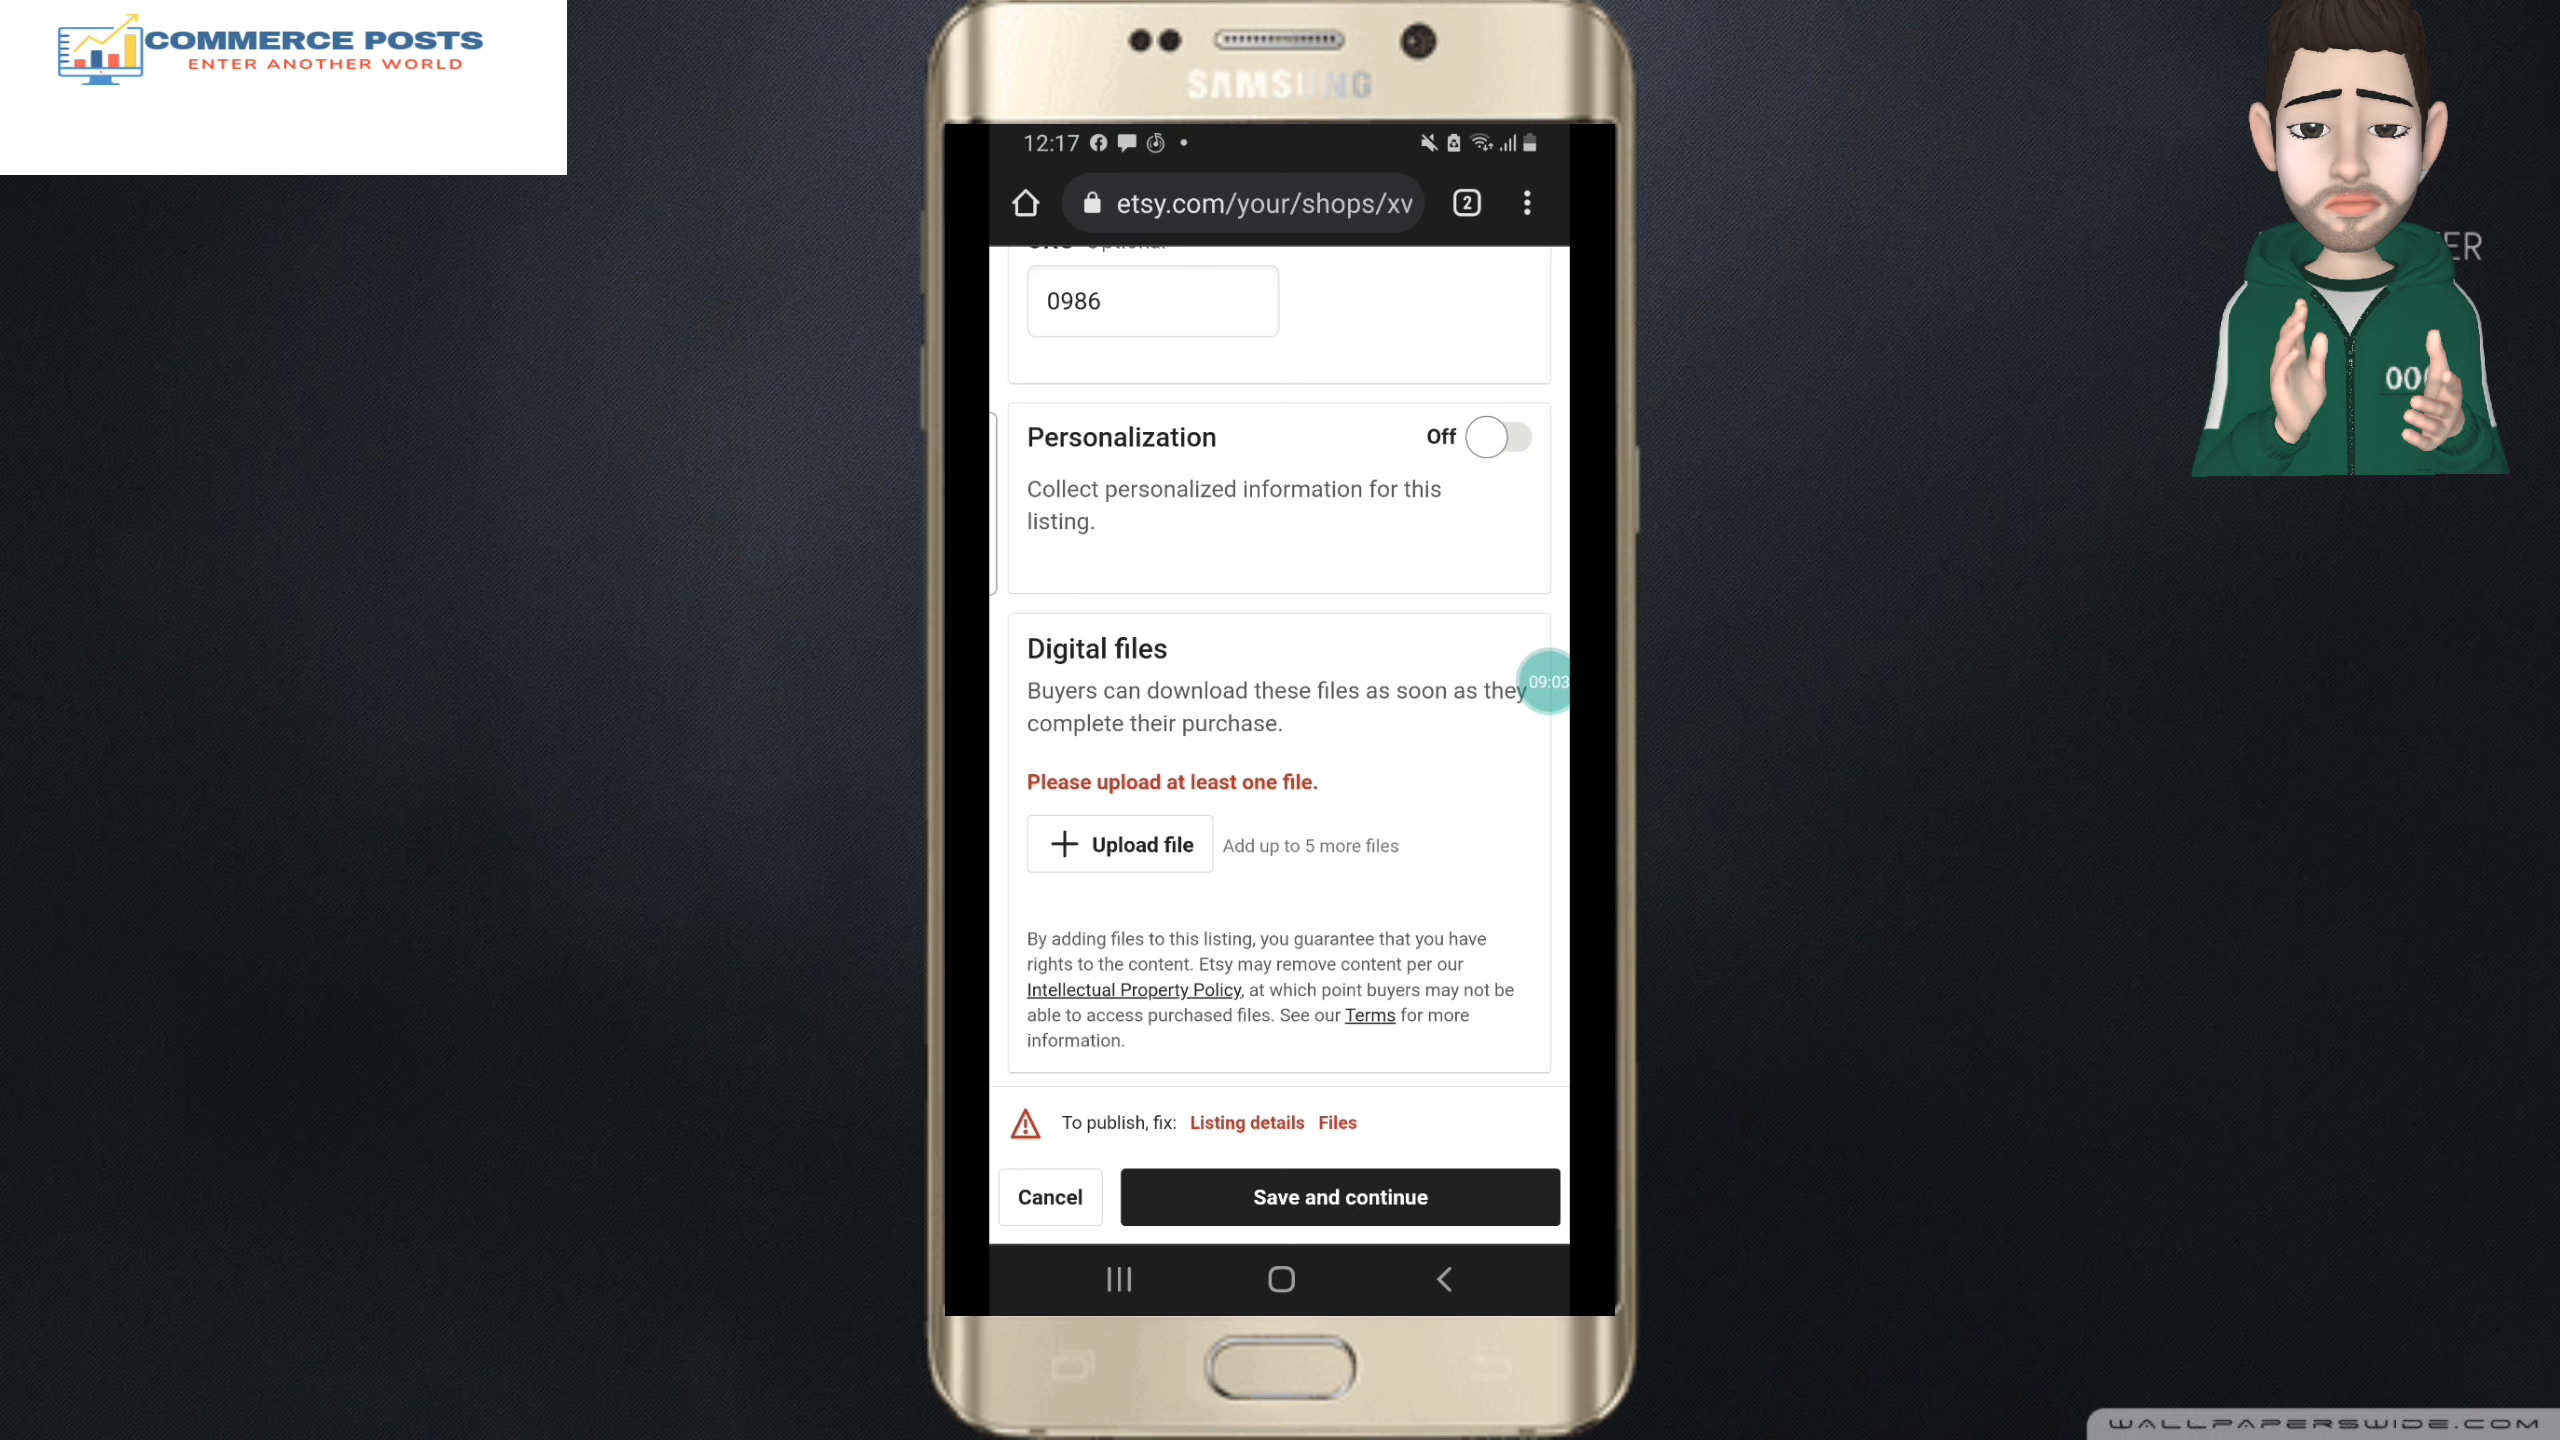 COMMERCE POSTS
ENTER ANOTHER WORLD
SAMSUNG
12:17
etsy.com/your/shops/xv
2
Optional
0986
Personalization
Off
Collect personalized information for this
listing.
Digital files
Buyers can download these files as soon as they
complete their purchase.
09:03
Please upload at least one file.
Upload file
Add up to 5 more files
By adding files to this listing, you guarantee that you have
rights to the content. Etsy may remove content per our
Intellectual Property Policy, at which point buyers may not be
able to access purchased files. See our Terms for more
information.
To publish, fix: Listing details Files
Cancel
Save and continue
WALLPAPERSWIDE.COM